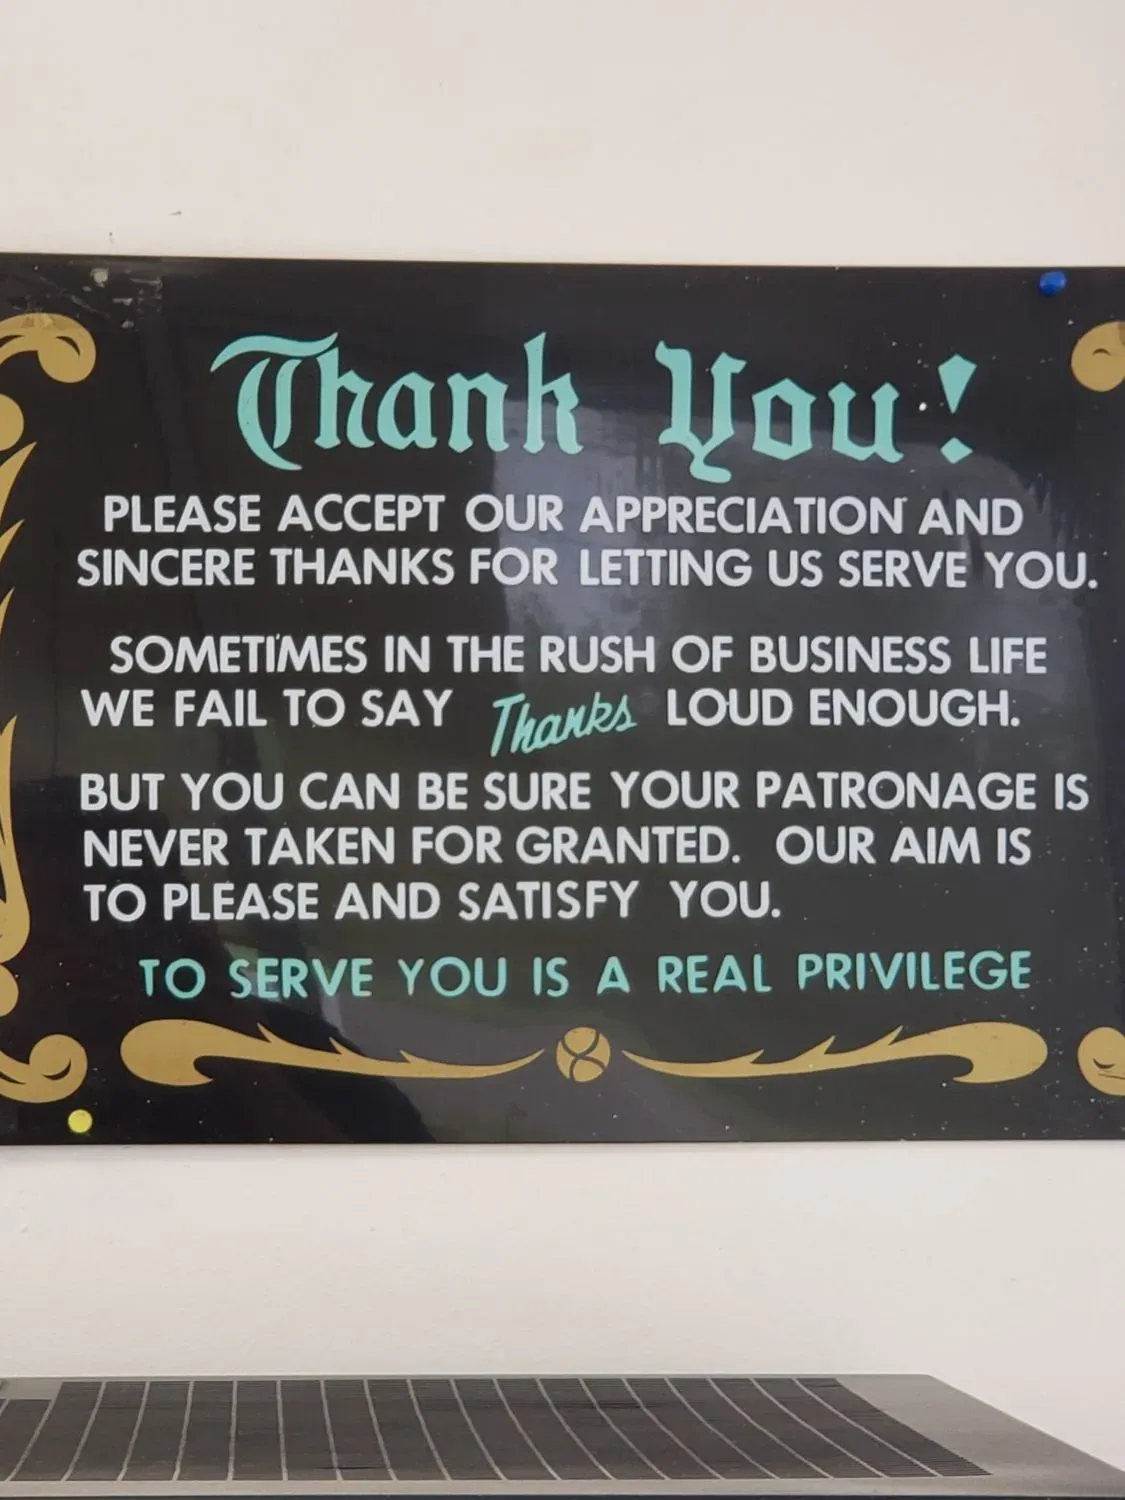 Thank You!
PLEASE ACCEPT OUR APPRECIATION AND
SINCERE THANKS FOR LETTING US SERVE YOU.
SOMETIMES IN THE RUSH OF BUSINESS LIFE
WE FAIL TO SAY Thanks LOUD ENOUGH.
BUT YOU CAN BE SURE YOUR PATRONAGE IS
NEVER TAKEN FOR GRANTED. OUR AIM IS
TO PLEASE AND SATISFY YOU.
TO SERVE YOU IS A REAL PRIVILEGE